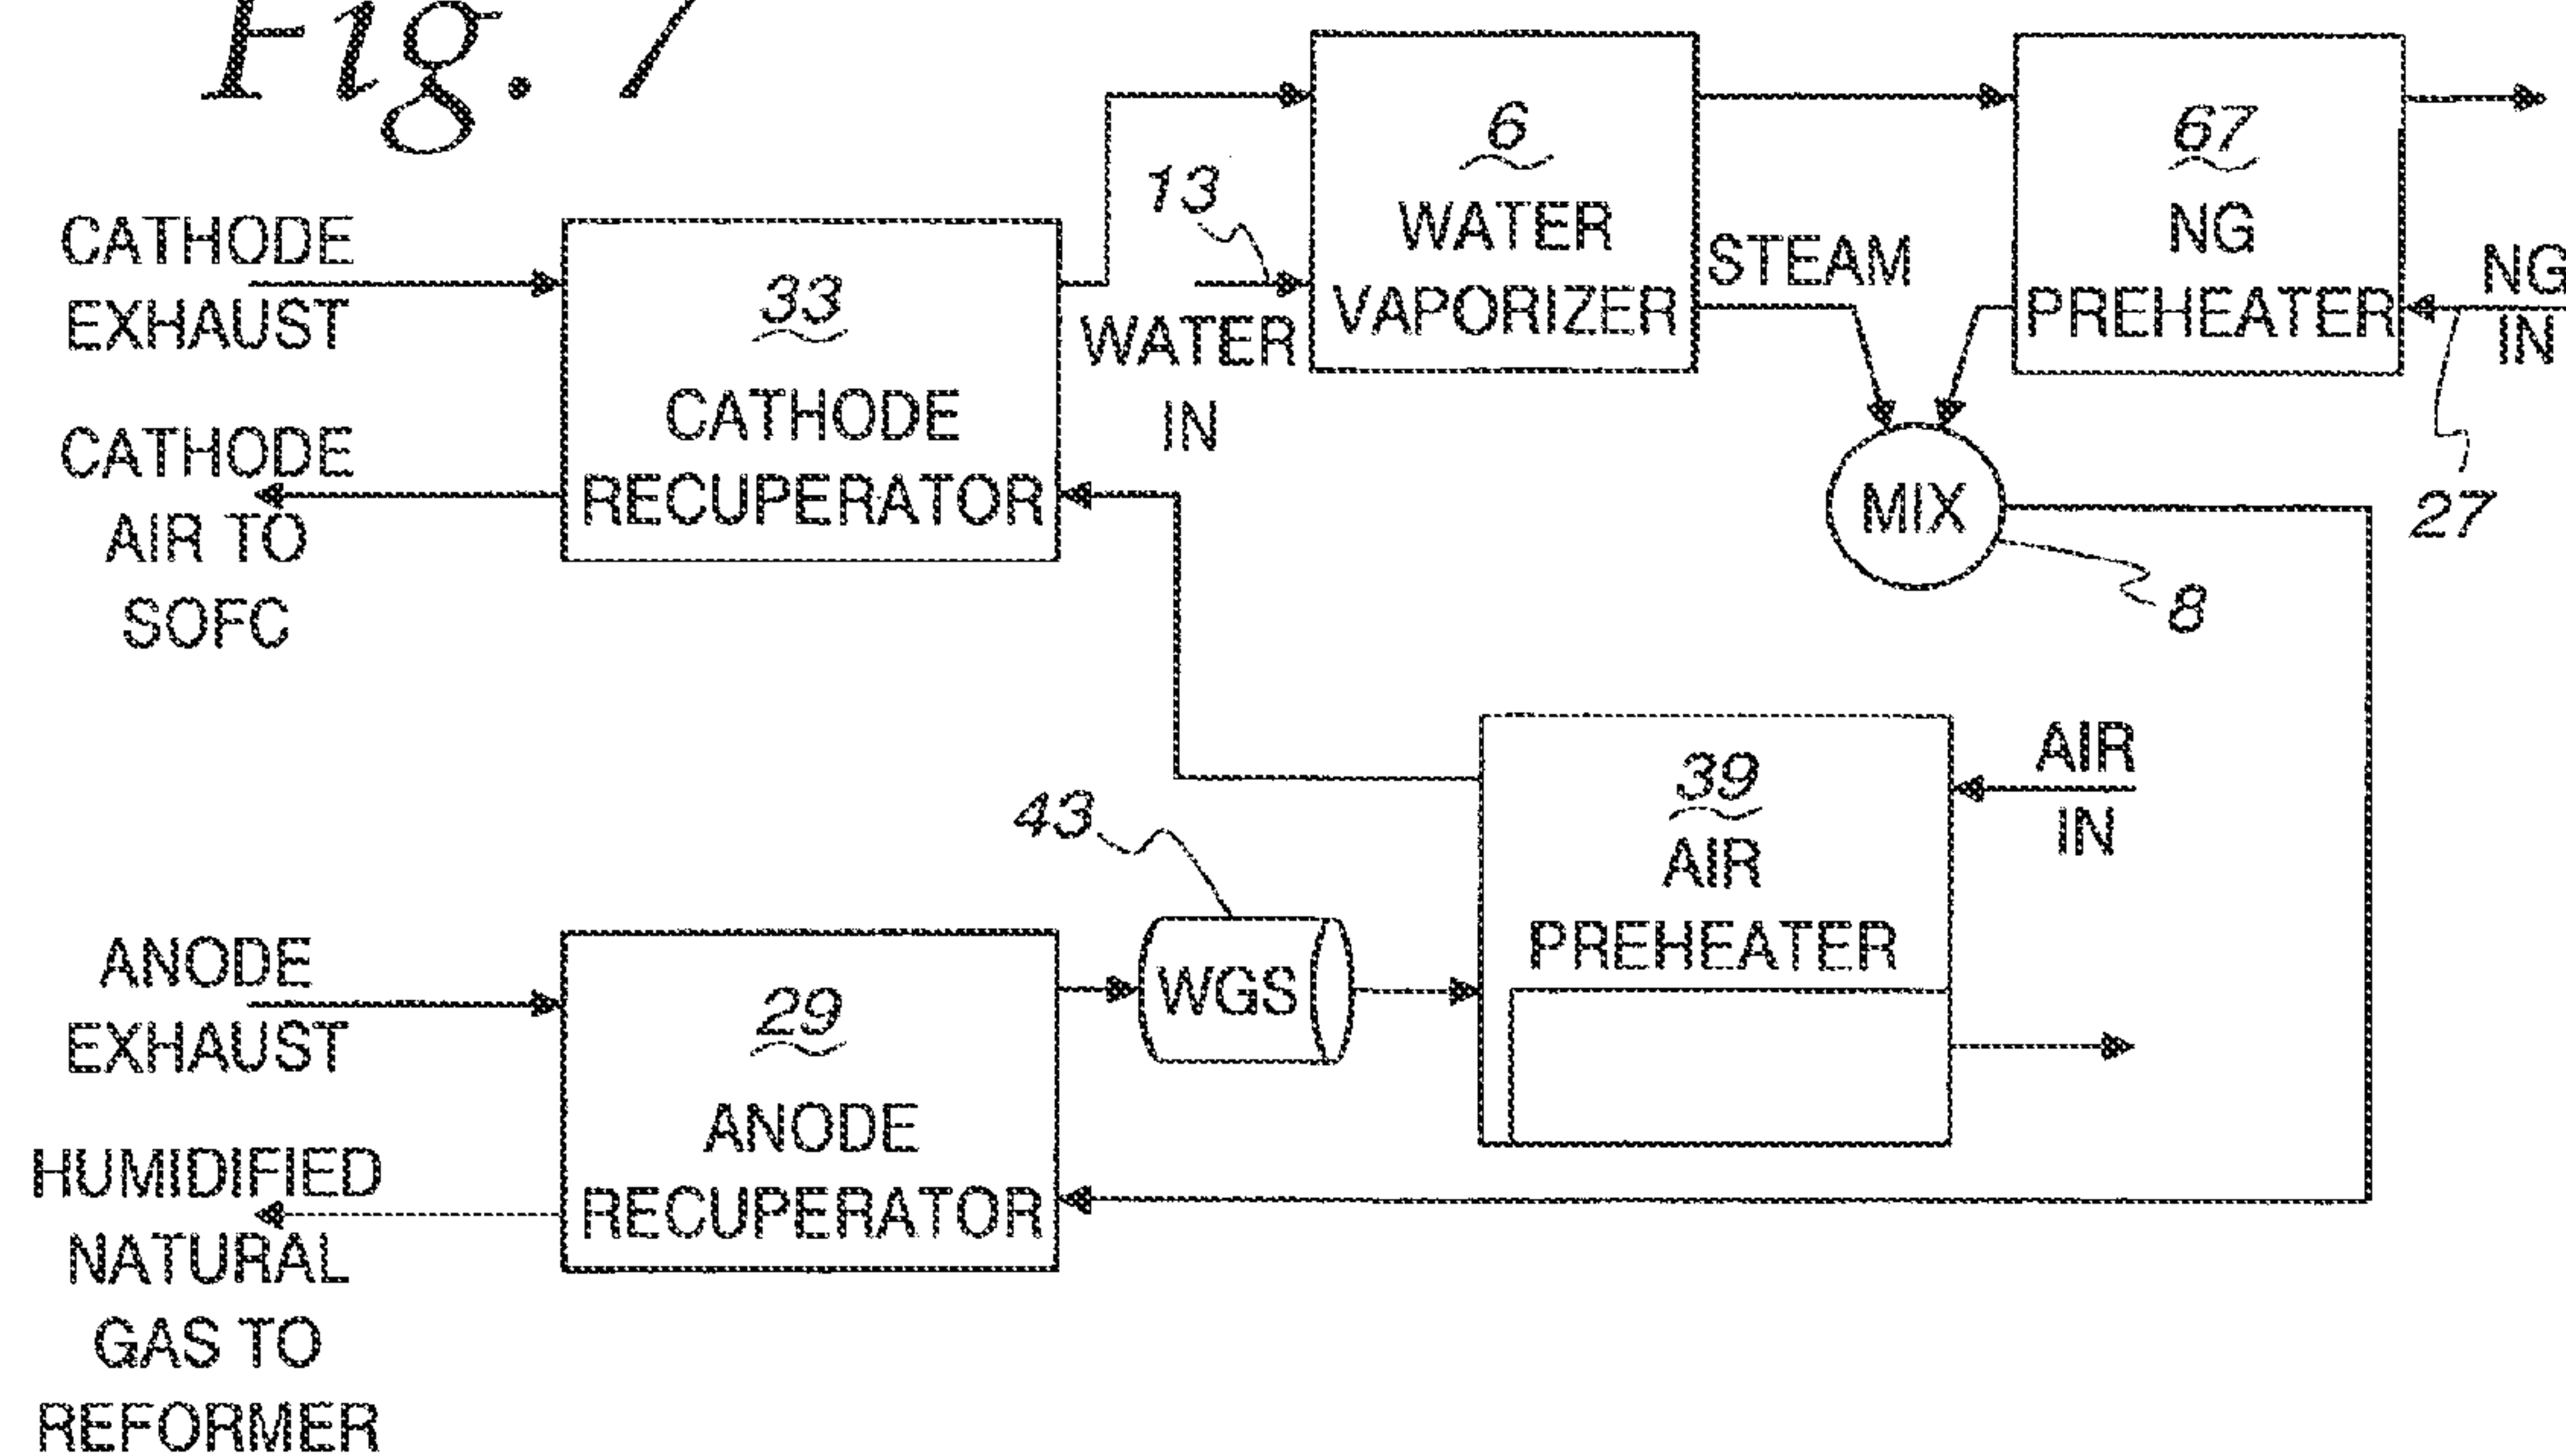 Fig. 7
CATHODE
EXHAUST
CATHODE
AIR TO
SOFC
33
CATHODE
RECUPERATOR
13
WATER
IN
6
WATER
VAPORIZER
STEAM
67
NG
PREHEATER
NG
IN
27
MIX
8
39
AIR
PREHEATER
AIR
IN
43
WGS
ANODE
EXHAUST
29
ANODE
RECUPERATOR
HUMIDIFIED
NATURAL
GAS TO
REFORMER